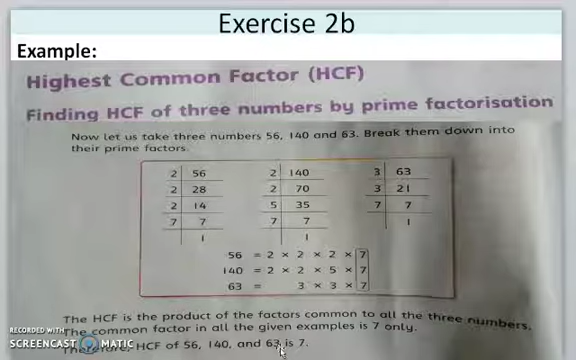 Exercise 2b
Example:
Highest Common Factor (HCF)
Finding HCF of three numbers by prime factorisation
Now let us take three numbers 56, 140 and 63. Break them down into
their prime factors.
2 56 2 140 3 63
2 28 2 70 3 21
2 14 5 35 7 7
7 7 7 7 1
1 1
56 = 2 × 2 × 2 × 7
140 = 2 × 2 × 5 × 7
63 = 3 × 3 × 7
The HCF is the product of the factors common to all the three numbers.
The common factor in all the given examples is 7 only.
Therefore, HCF of 56, 140, and 63 is 7.
RECORDED WITH
SCREENCAST MATIC